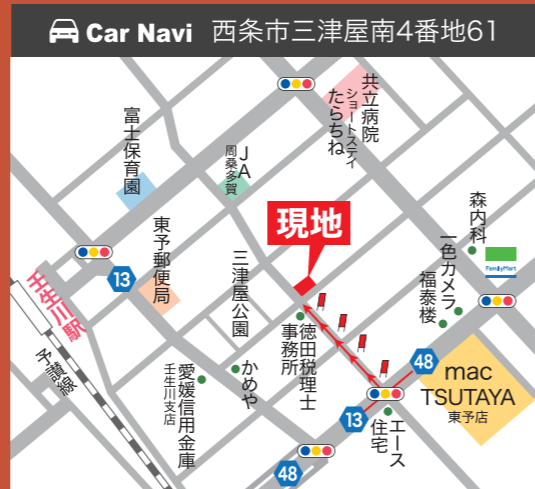 Car Navi 西条市三津屋南4番地61
共立病院
ショートステイ
たらちね
富士保育園
JA
周桑多賀
森内科
FamilyMart
一色カメラ
福泰楼
現地
東予郵便局
13
三津屋公園
壬生川駅
予讃線
徳田税理士
事務所
かめや
愛媛信用金庫
壬生川支店
48
mac
TSUTAYA
東予店
13
エース
住宅
48